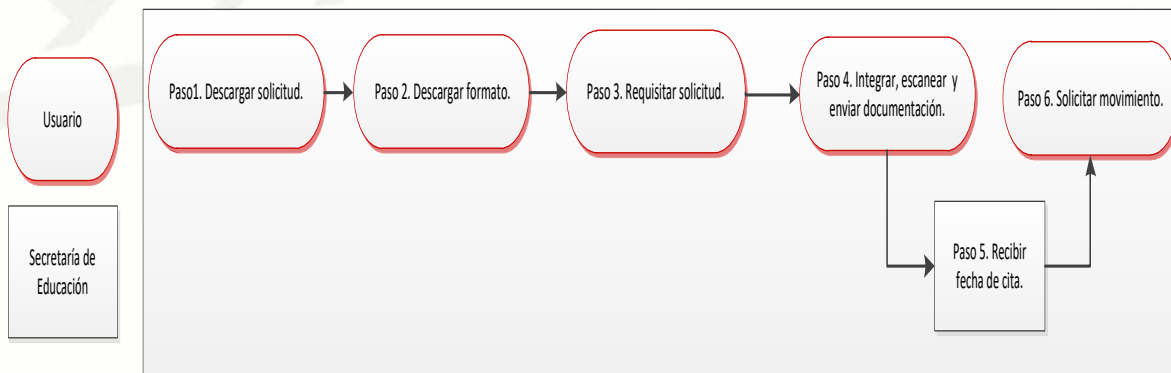 Usuario
Secretaría de
Educación
Paso1. Descargar solicitud.
Paso 2. Descargar formato.
Paso 3. Requisitar solicitud.
Paso 4. Integrar, escanear y
enviar documentación.
Paso 5. Recibir
fecha de cita.
Paso 6. Solicitar movimiento.